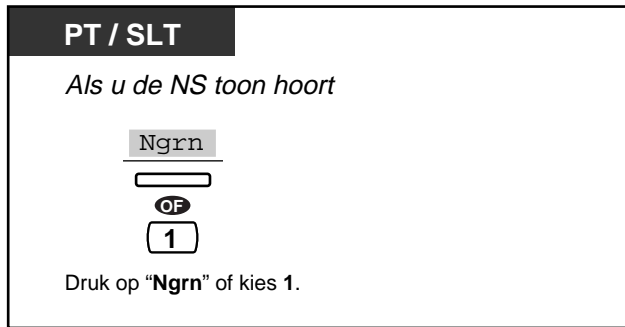 PT / SLT
Als u de NS toon hoort
Ngrn
OF
1
Druk op “Ngrn” of kies 1.